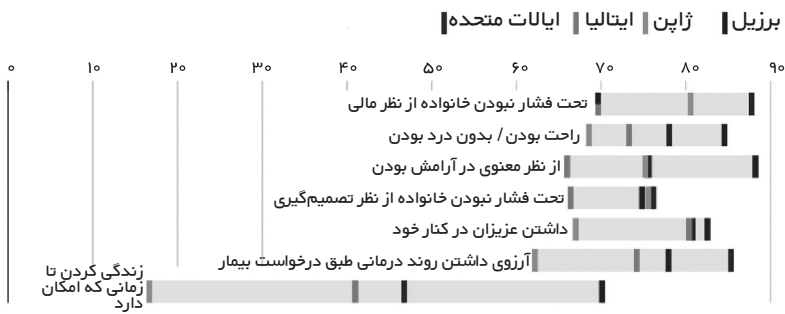 برزیل ژاپن ایتالیا ایالات متحده
۰ ۱۰ ۲۰ ۳۰ ۴۰ ۵۰ ۶۰ ۷۰ ۸۰ ۹۰
تحت فشار نبودن خانواده از نظر مالی
راحت بودن/ بدون درد بودن
از نظر معنوی در آرامش بودن
تحت فشار نبودن خانواده از نظر تصمیم‌گیری
داشتن عزیزان در کنار خود
آرزوی داشتن روند درمانی طبق درخواست بیمار
زندگی کردن تا
زمانی که امکان
دارد